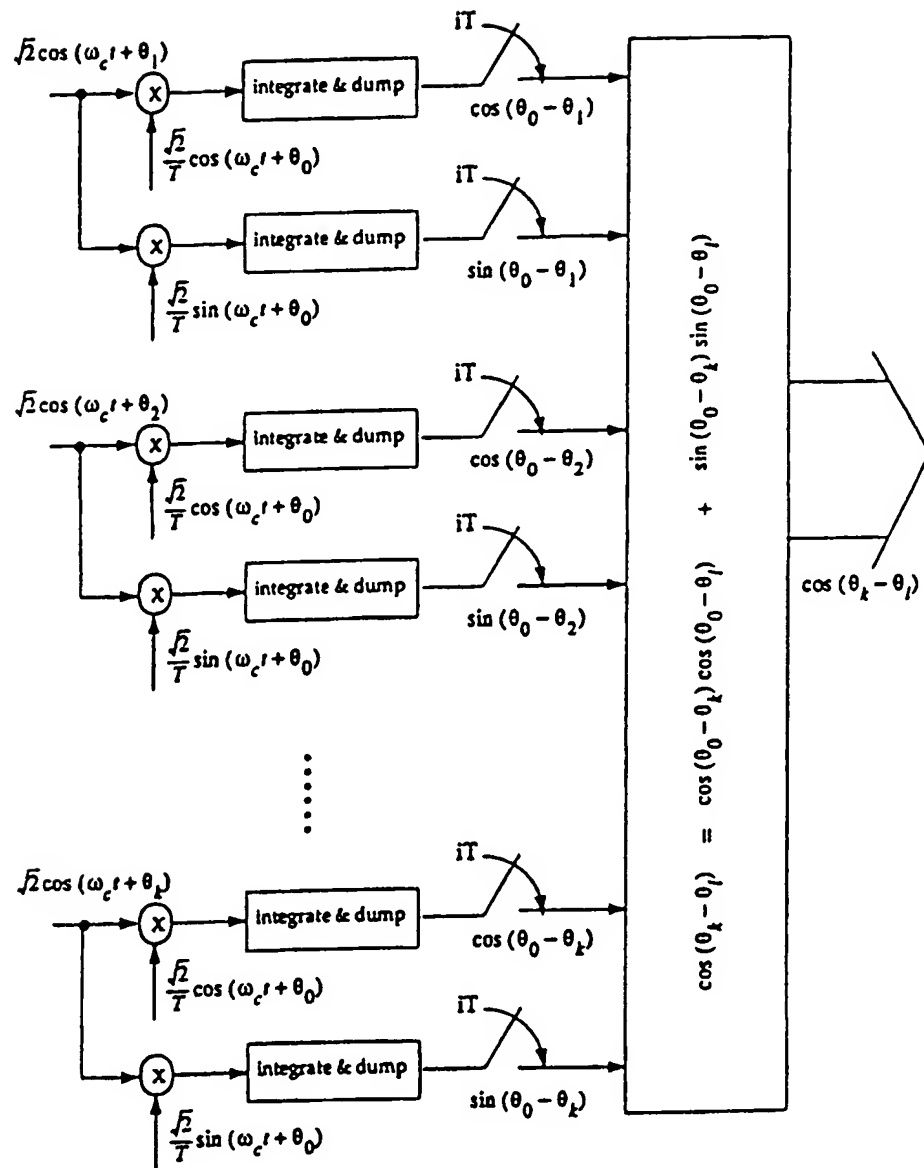 √2 cos (ω_c t + θ_1)
iT
X
integrate & dump
cos (θ_0 − θ_1)
√2/T cos (ω_c t + θ_0)
iT
X
integrate & dump
sin (θ_0 − θ_1)
√2/T sin (ω_c t + θ_0)
√2 cos (ω_c t + θ_2)
iT
X
integrate & dump
cos (θ_0 − θ_2)
√2/T cos (ω_c t + θ_0)
iT
X
integrate & dump
sin (θ_0 − θ_2)
√2/T sin (ω_c t + θ_0)
√2 cos (ω_c t + θ_k)
iT
X
integrate & dump
cos (θ_0 − θ_k)
√2/T cos (ω_c t + θ_0)
iT
X
integrate & dump
sin (θ_0 − θ_k)
√2/T sin (ω_c t + θ_0)
cos (θ_k − θ_l) = cos (θ_0 − θ_k) cos (θ_0 − θ_l) + sin (θ_0 − θ_k) sin (θ_0 − θ_l)
cos (θ_k − θ_l)